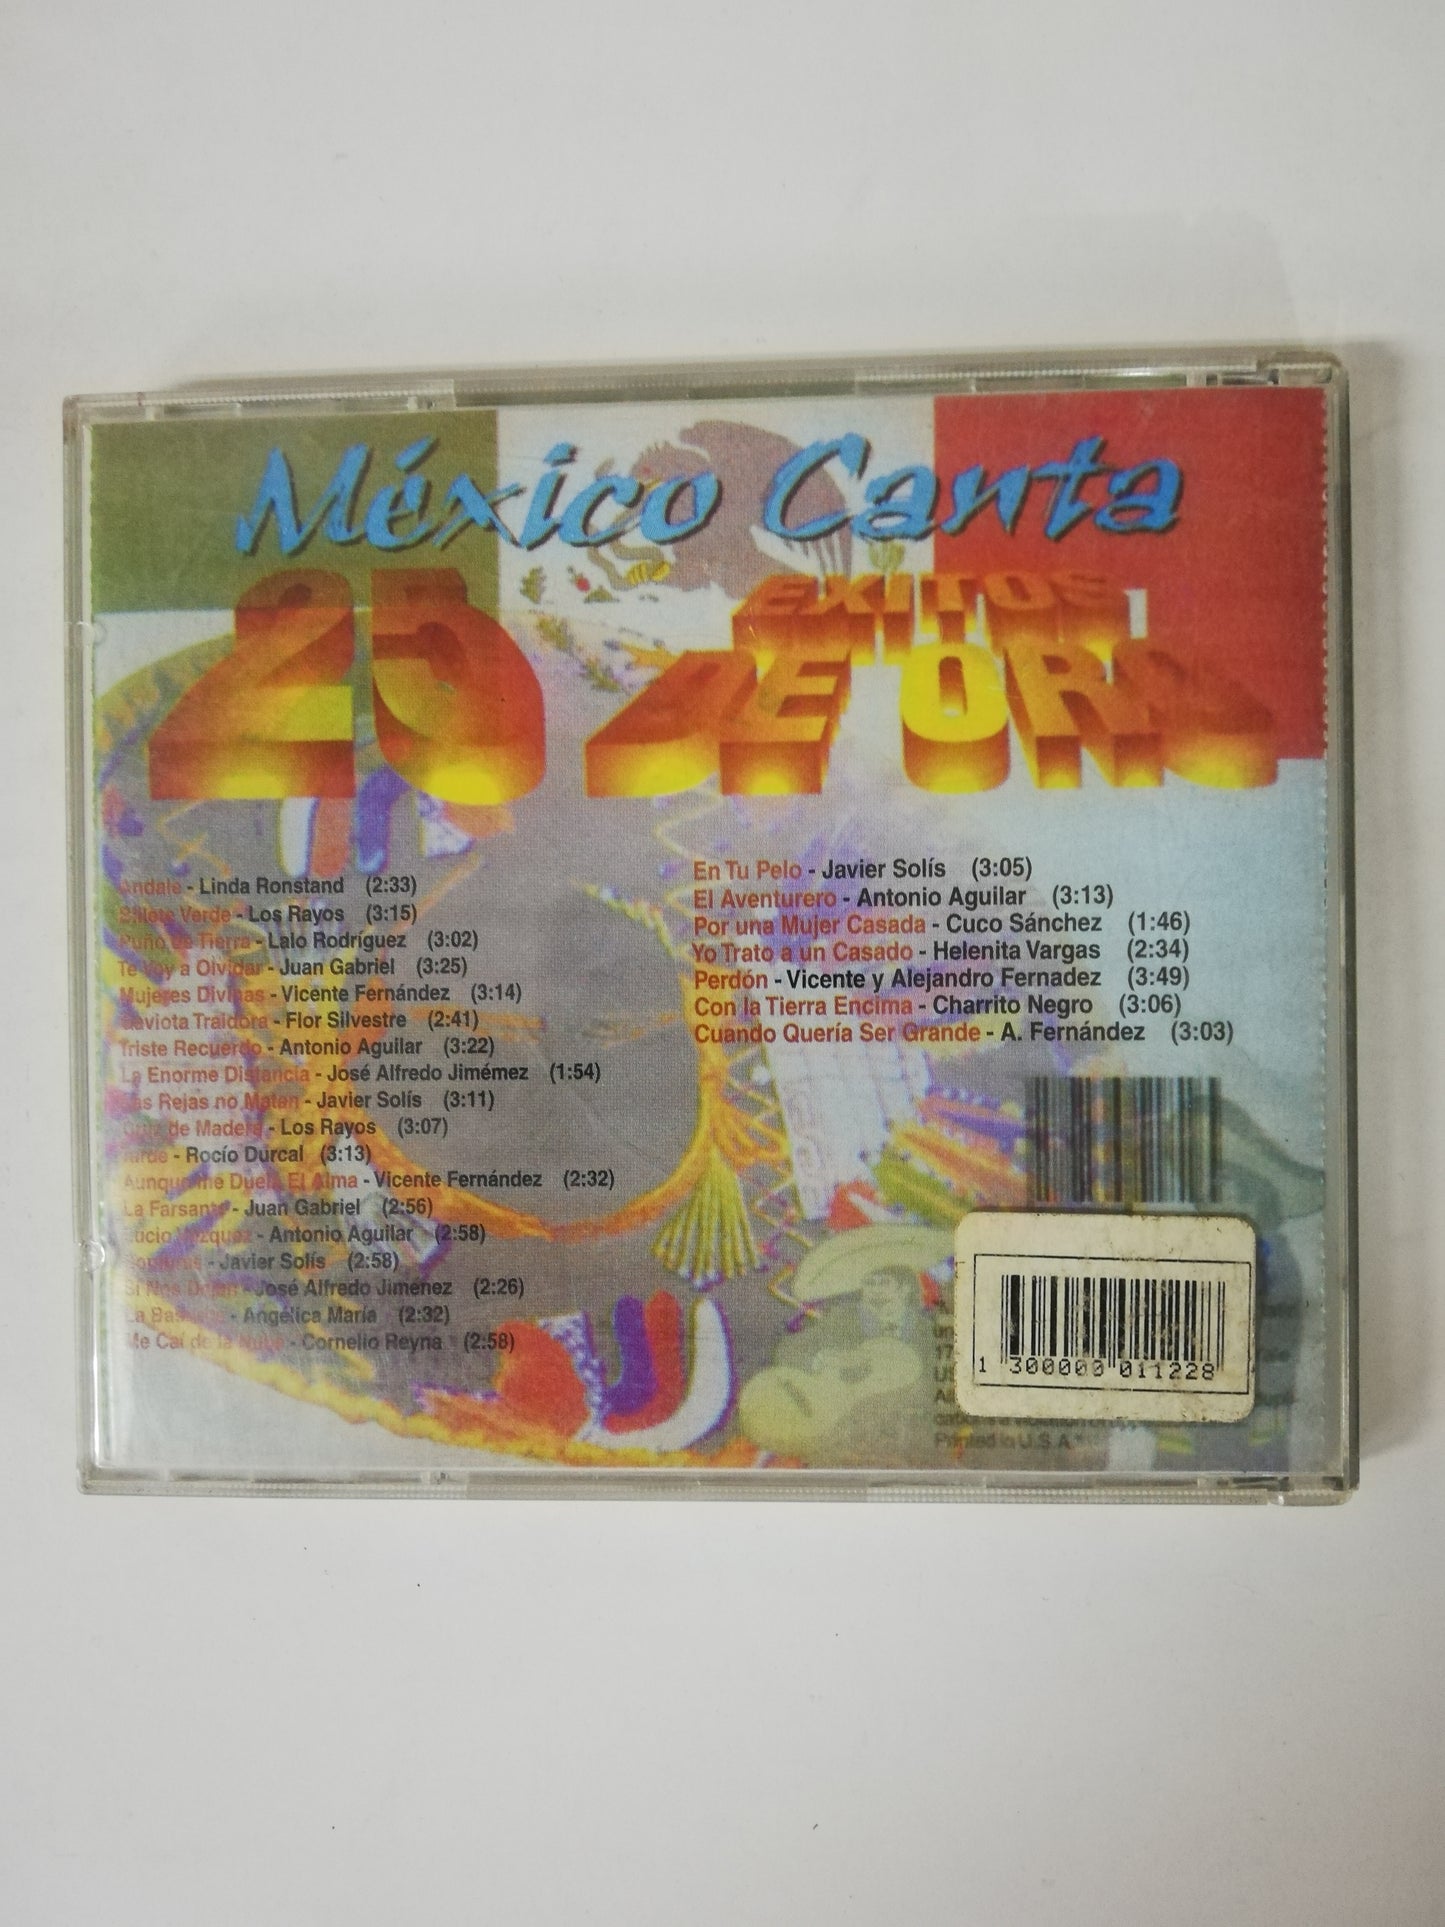 México Canta
25 EXITOS
DE ORO
Andale - Linda Ronstand (2:33)
Billete Verde - Los Rayos (3:15)
Puño de Tierra - Lalo Rodríguez (3:02)
Te Voy a Olvidar - Juan Gabriel (3:25)
Mujeres Divinas - Vicente Fernández (3:14)
Gaviota Traidora - Flor Silvestre (2:41)
Triste Recuerdo - Antonio Aguilar (3:22)
La Enorme Distancia - José Alfredo Jimémez (1:54)
Las Rejas no Matan - Javier Solís (3:11)
Cruz de Madera - Los Rayos (3:07)
Tarde - Rocío Durcal (3:13)
Aunque me Duela El Alma - Vicente Fernández (2:32)
La Farsante - Juan Gabriel (2:56)
Lucio Vázquez - Antonio Aguilar (2:58)
- Javier Solís (2:58)
Si Nos Dejan - José Alfredo Jiménez (2:26)
La - Angélica María (2:32)
Me Caí de la Nube - Cornelio Reyna (2:58)
En Tu Pelo - Javier Solís (3:05)
El Aventurero - Antonio Aguilar (3:13)
Por una Mujer Casada - Cuco Sánchez (1:46)
Yo Trato a un Casado - Helenita Vargas (2:34)
Perdón - Vicente y Alejandro Fernadez (3:49)
Con la Tierra Encima - Charrito Negro (3:06)
Cuando Quería Ser Grande - A. Fernández (3:03)
1 300000 011228
Printed in U.S.A.